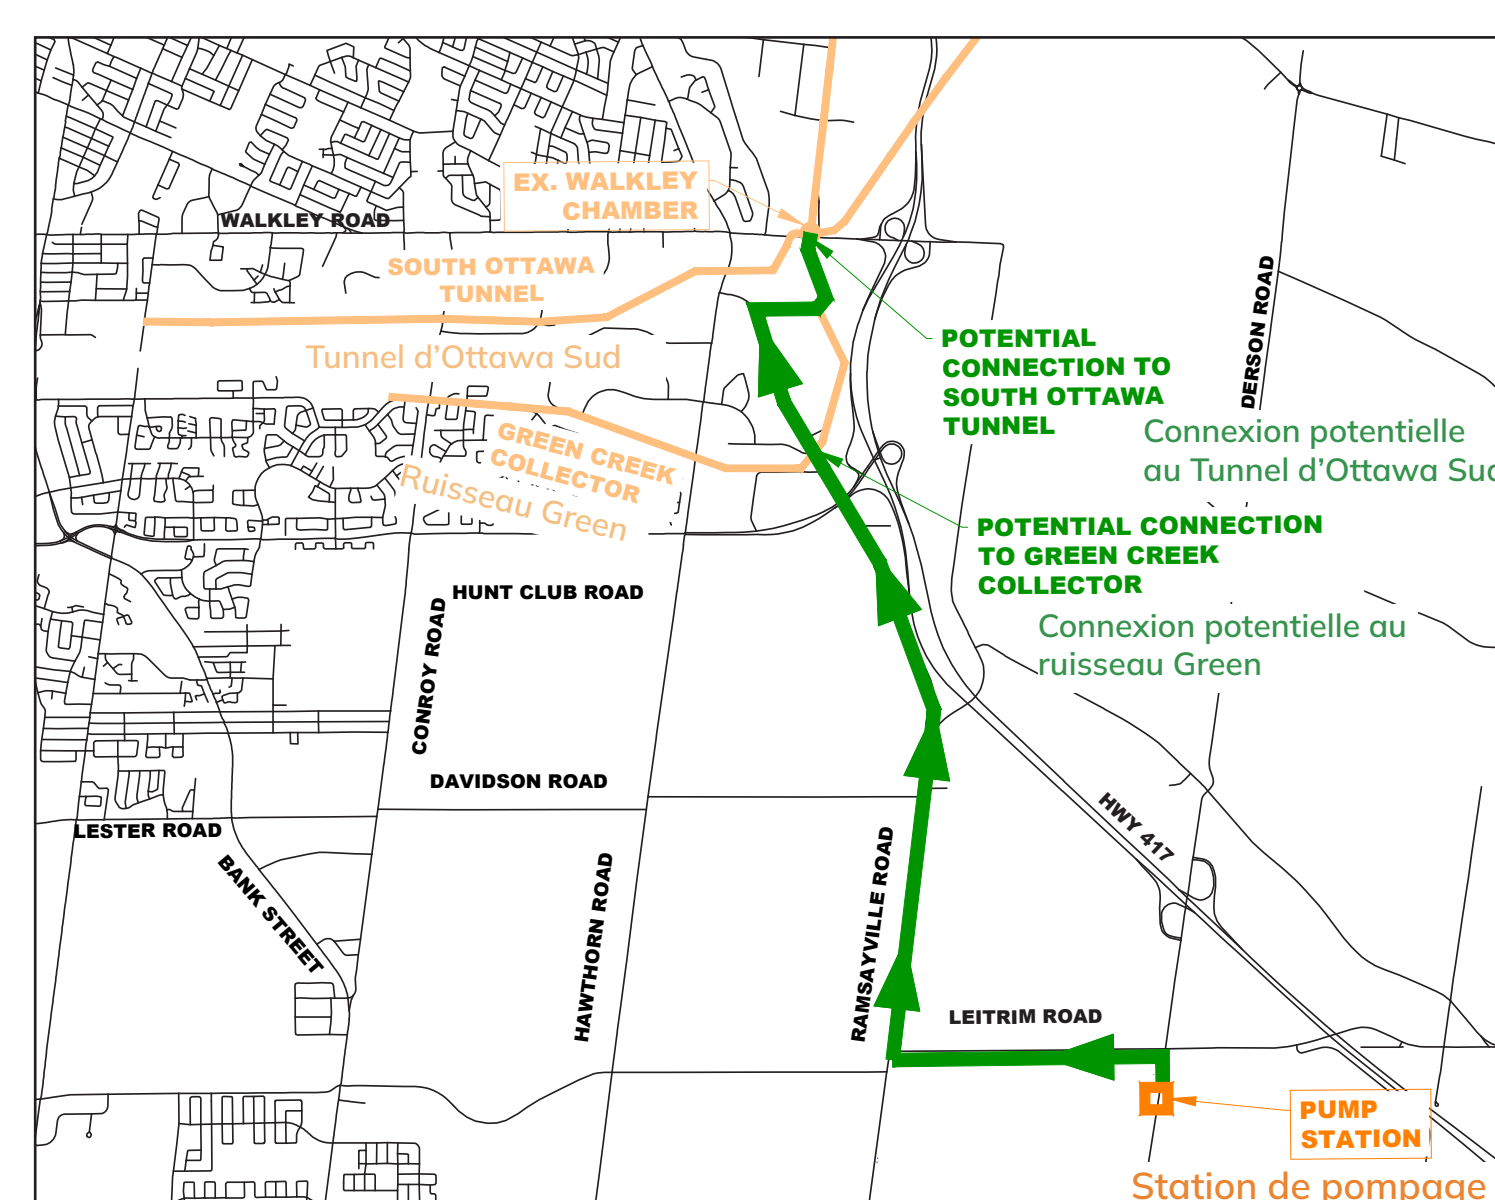 EX. WALKLEY
CHAMBER
WALKLEY ROAD
SOUTH OTTAWA
TUNNEL
Tunnel d'Ottawa Sud
DERSON ROAD
POTENTIAL
CONNECTION TO
SOUTH OTTAWA
TUNNEL
Connexion potentielle
au Tunnel d'Ottawa Sud
GREEN CREEK
COLLECTOR
Ruisseau Green
POTENTIAL CONNECTION
TO GREEN CREEK
COLLECTOR
Connexion potentielle au
ruisseau Green
HUNT CLUB ROAD
CONROY ROAD
DAVIDSON ROAD
LESTER ROAD
BANK STREET
HAWTHORN ROAD
RAMSAYVILLE ROAD
HWY 417
LEITRIM ROAD
PUMP
STATION
Station de pompage